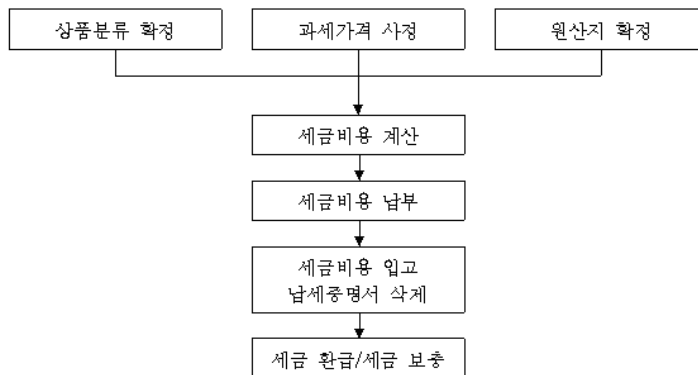 상품분류 확정
과세가격 사정
원산지 확정
세금비용 계산
세금비용 납부
세금비용 입고
납세증명서 삭제
세금 환급/세금 보충